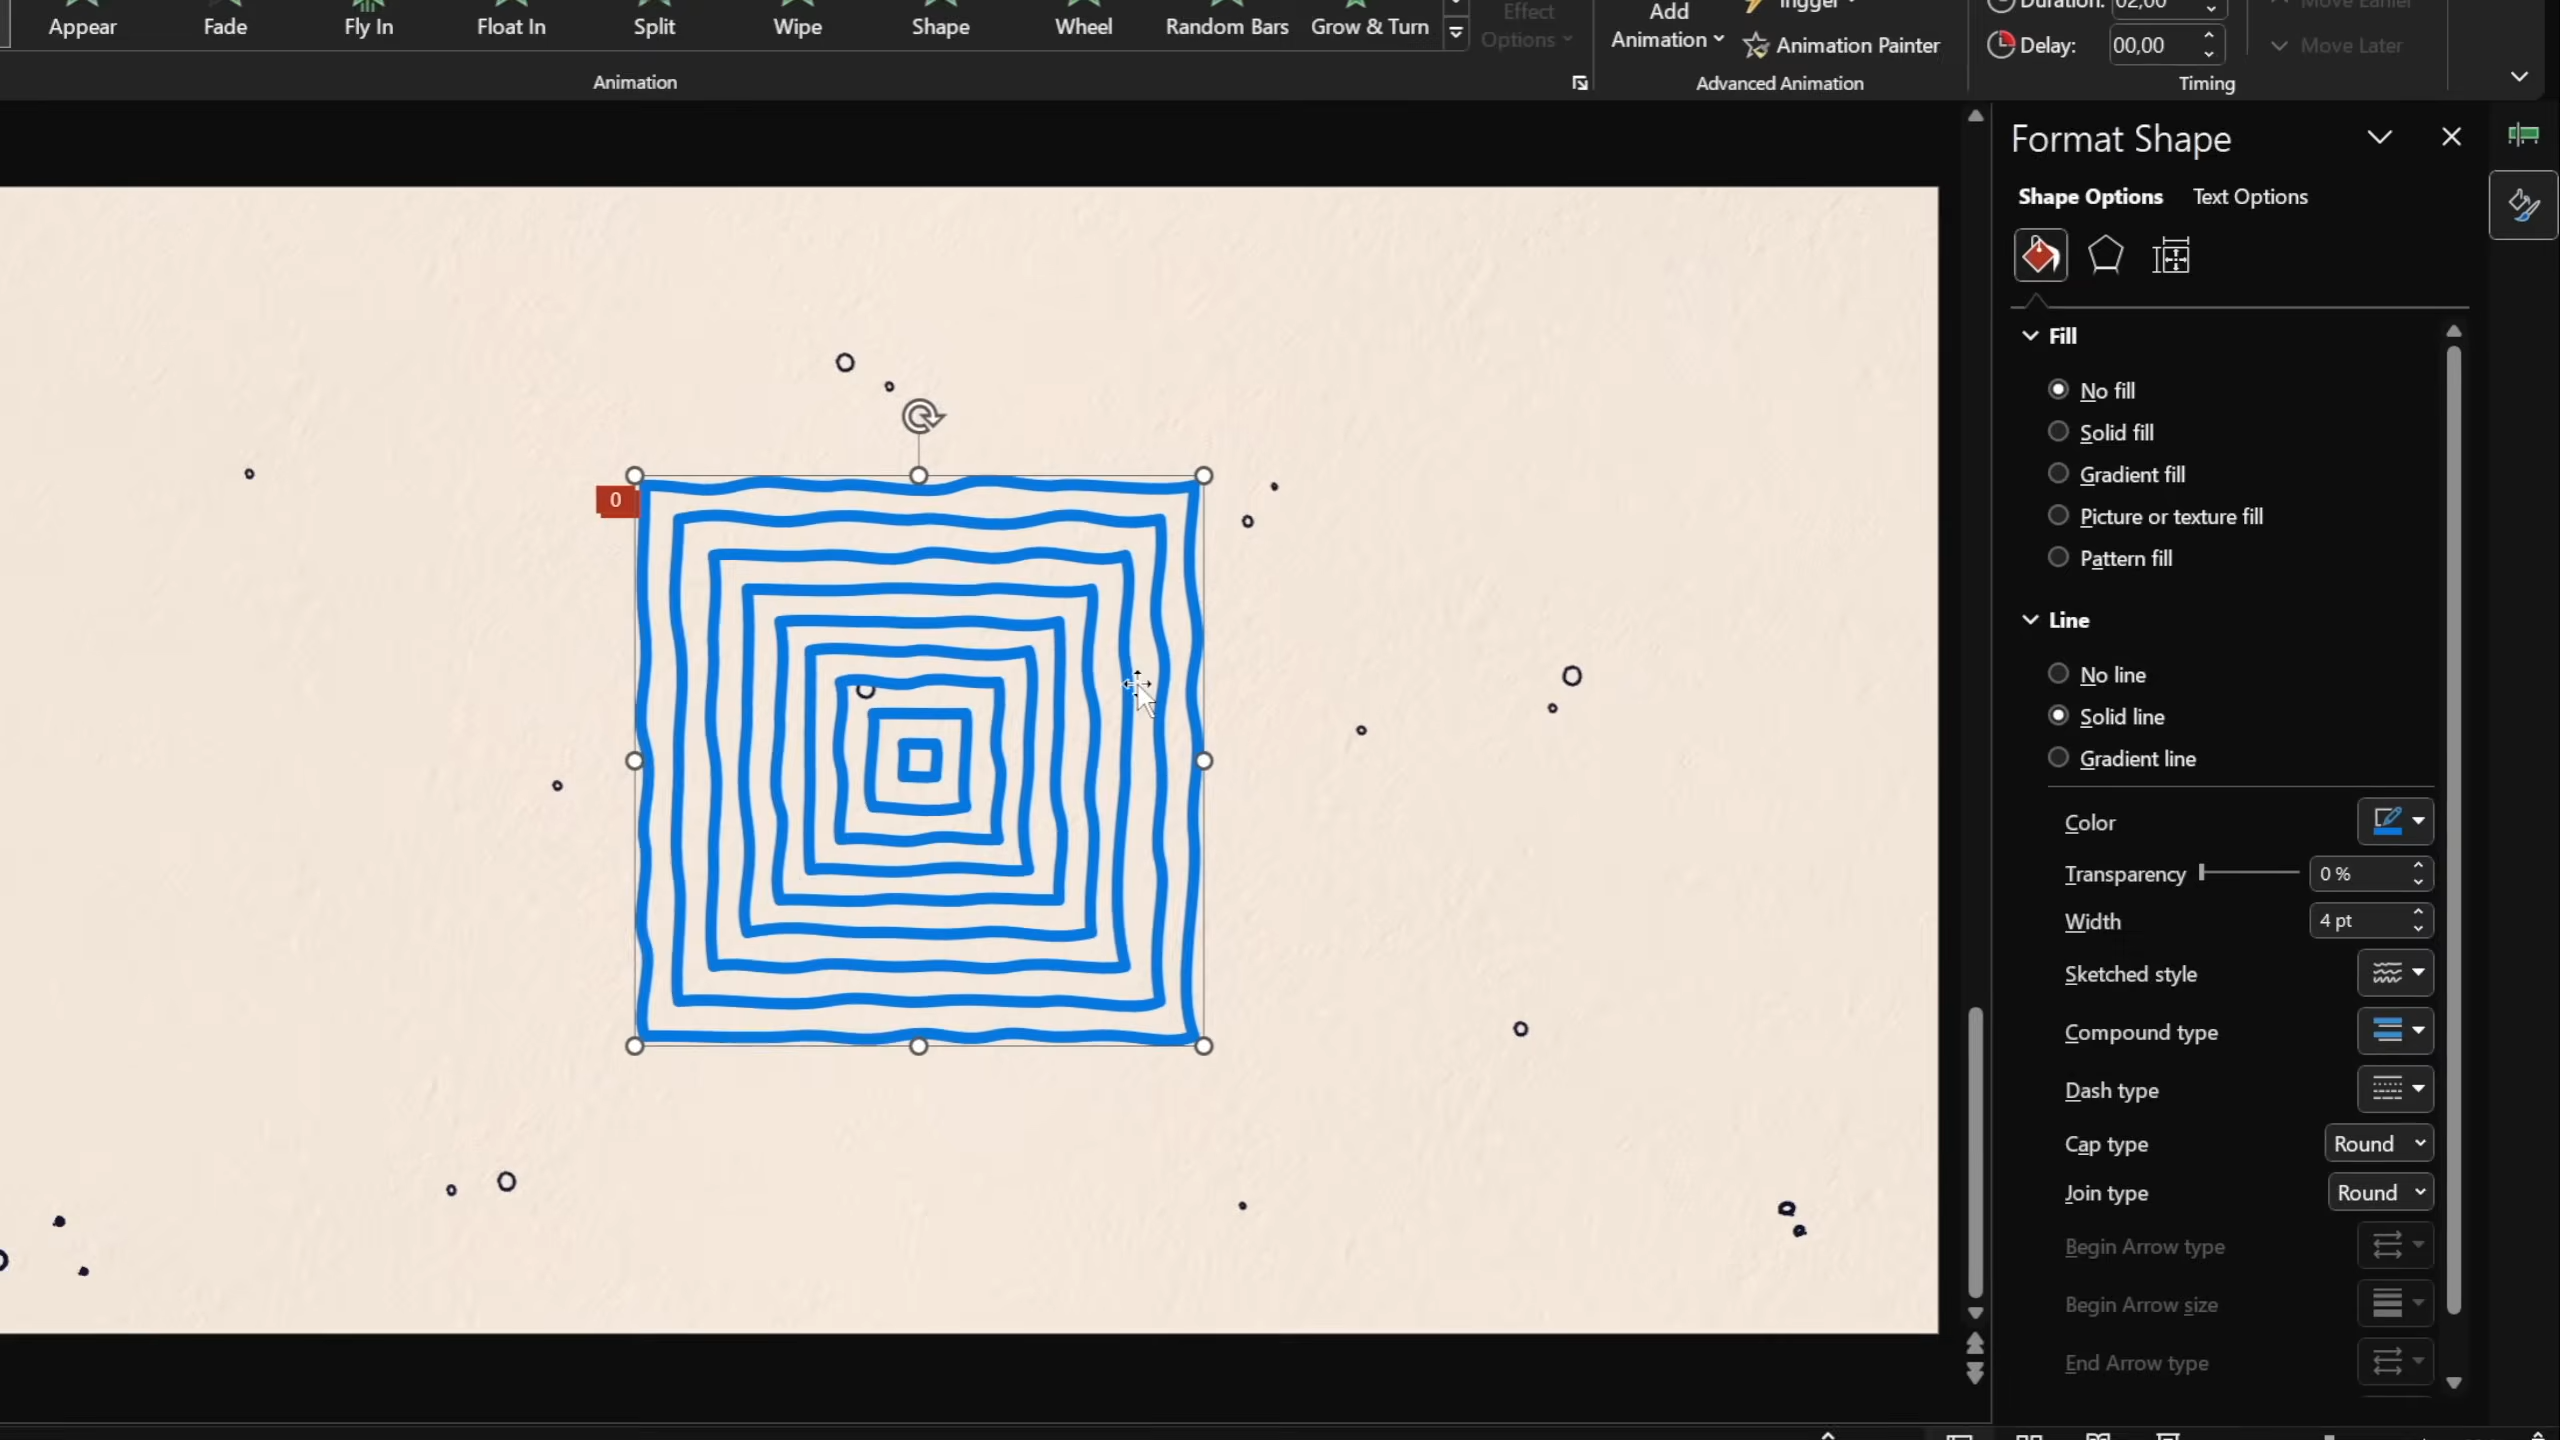 Appear Fade Fly In Float In Split Wipe Shape Wheel Random Bars Grow & Turn
Effect
Options
Add
Animation
Trigger
Animation Painter
Duration: 02,00
Delay: 00,00
Move Earlier
Move Later
Animation
Advanced Animation
Timing
Format Shape
Shape Options Text Options
Fill
No fill
Solid fill
Gradient fill
Picture or texture fill
Pattern fill
Line
No line
Solid line
Gradient line
Color
Transparency 0 %
Width 4 pt
Sketched style
Compound type
Dash type
Cap type Round
Join type Round
Begin Arrow type
Begin Arrow size
End Arrow type
0